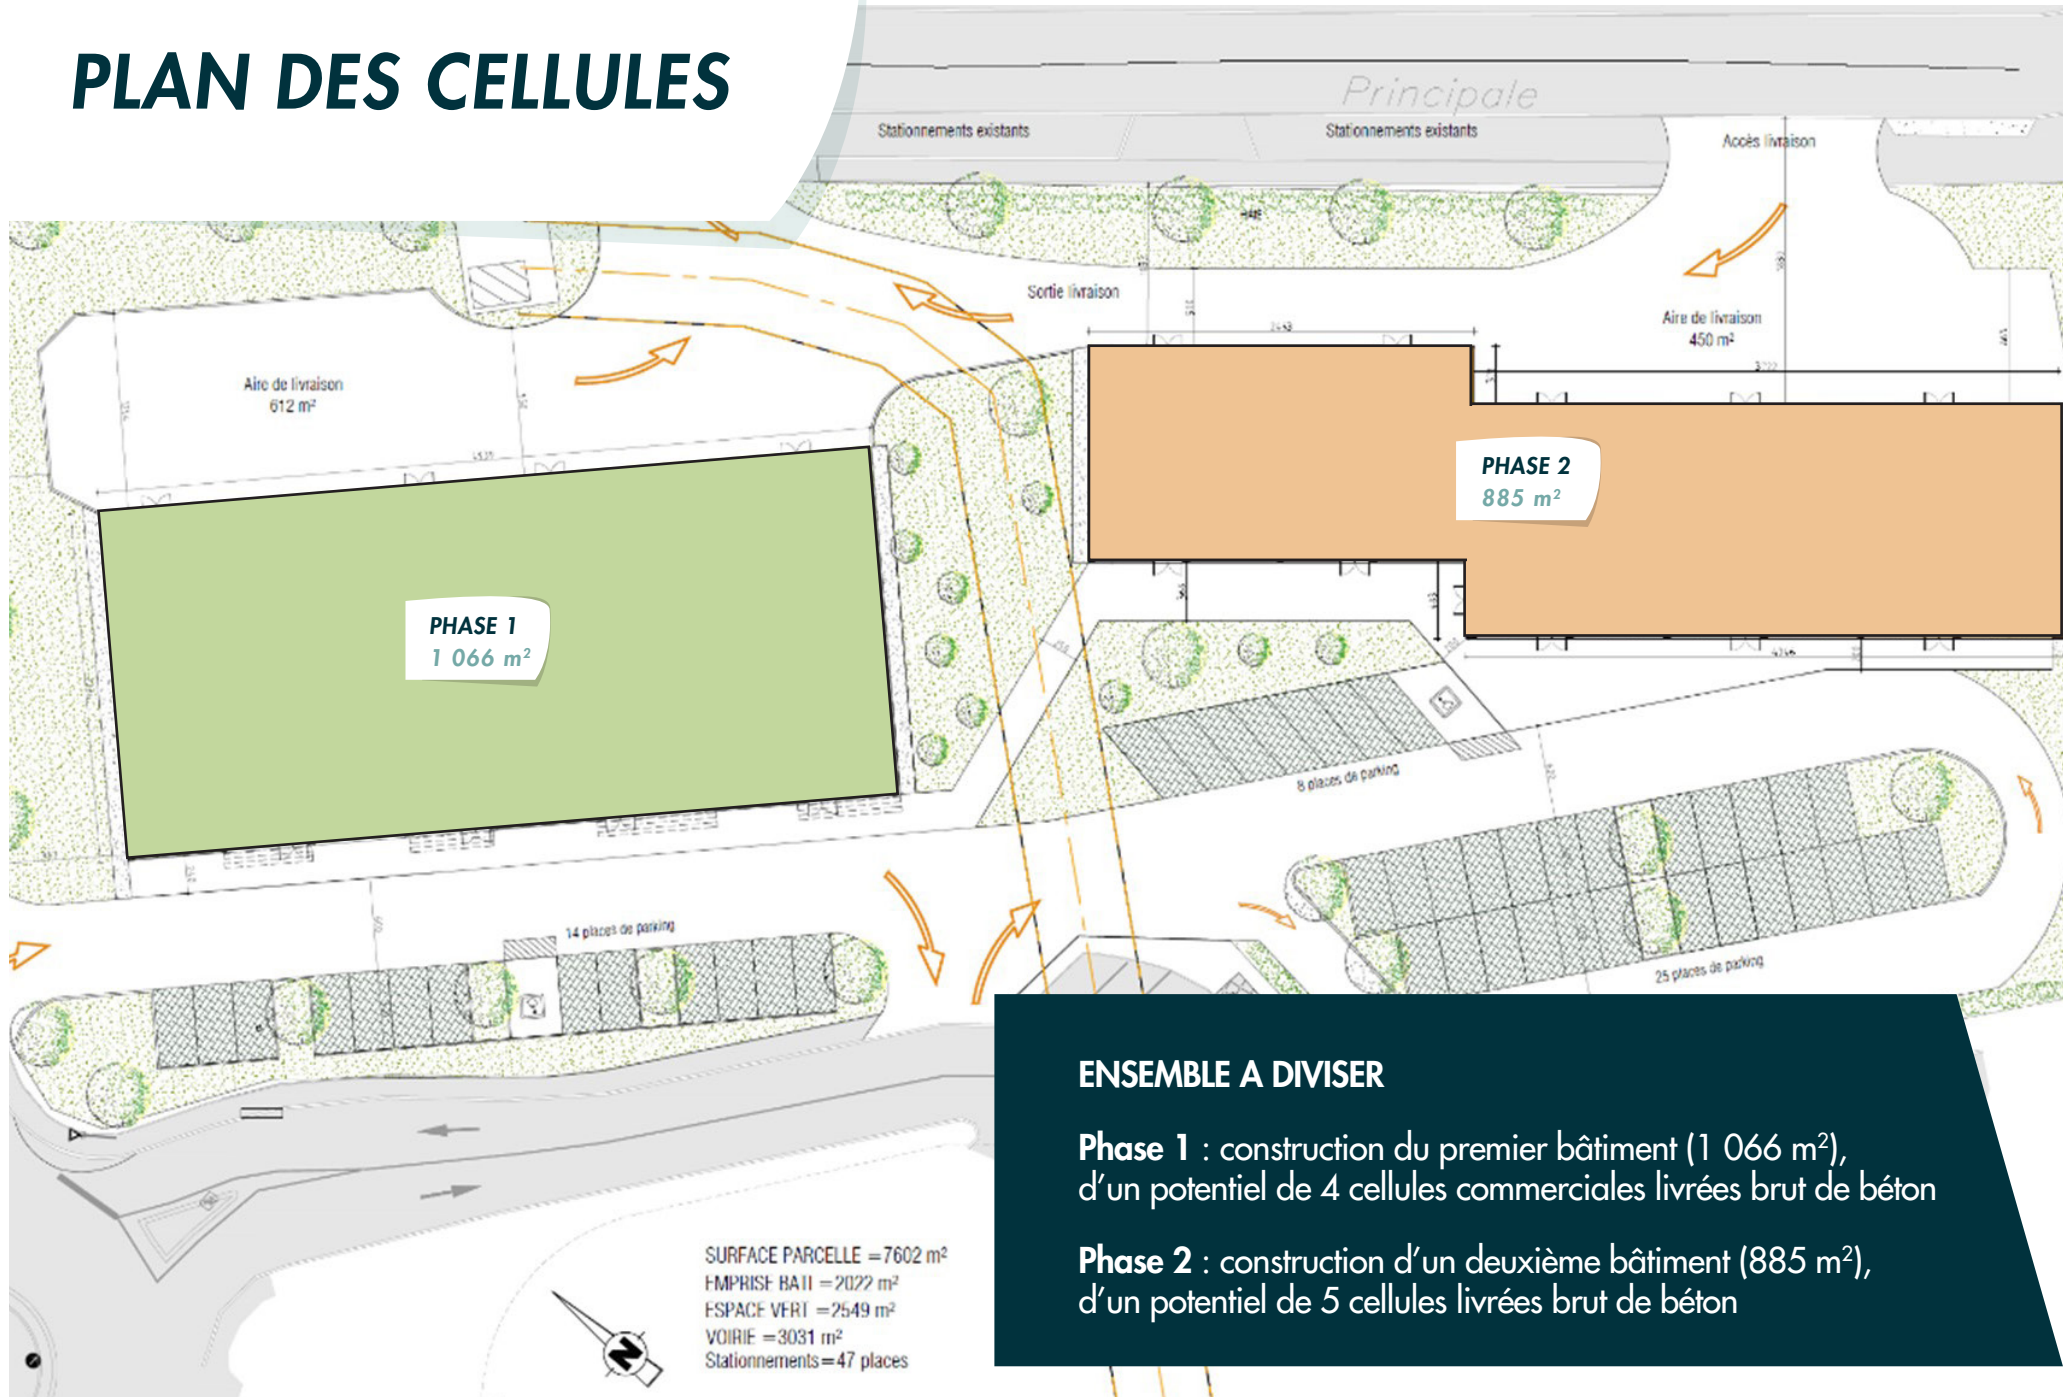 PLAN DES CELLULES
Principale
Stationnements existants
Stationnements existants
Accès livraison
HAIE
Sortie livraison
Aire de livraison
450 m²
Aire de livraison
612 m²
PHASE 2
885 m²
PHASE 1
1 066 m²
8 places de parking
14 places de parking
25 places de parking
ENSEMBLE A DIVISER
Phase 1 : construction du premier bâtiment (1 066 m²),
d'un potentiel de 4 cellules commerciales livrées brut de béton
Phase 2 : construction d'un deuxième bâtiment (885 m²),
d'un potentiel de 5 cellules livrées brut de béton
SURFACE PARCELLE =7602 m²
EMPRISE BATI =2022 m²
ESPACE VERT =2549 m²
VOIRIE =3031 m²
Stationnements=47 places
N